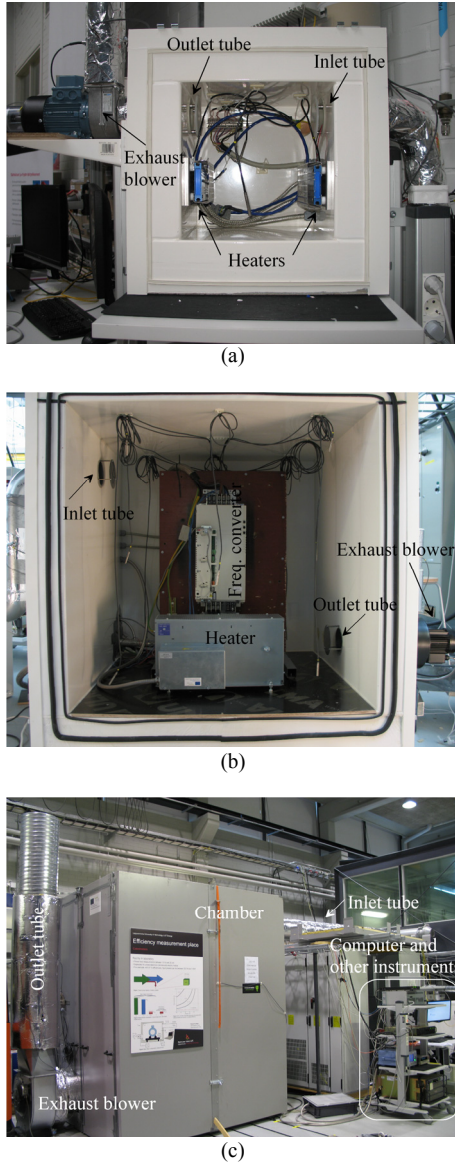 Outlet tube
Inlet tube
Exhaust
blower
Heaters
(a)
Inlet tube
Freq. converter
Exhaust blower
Outlet tube
Heater
(b)
Chamber
Inlet tube
Outlet tube
Efficiency measurement place
Computer and
other instrument
Exhaust blower
(c)